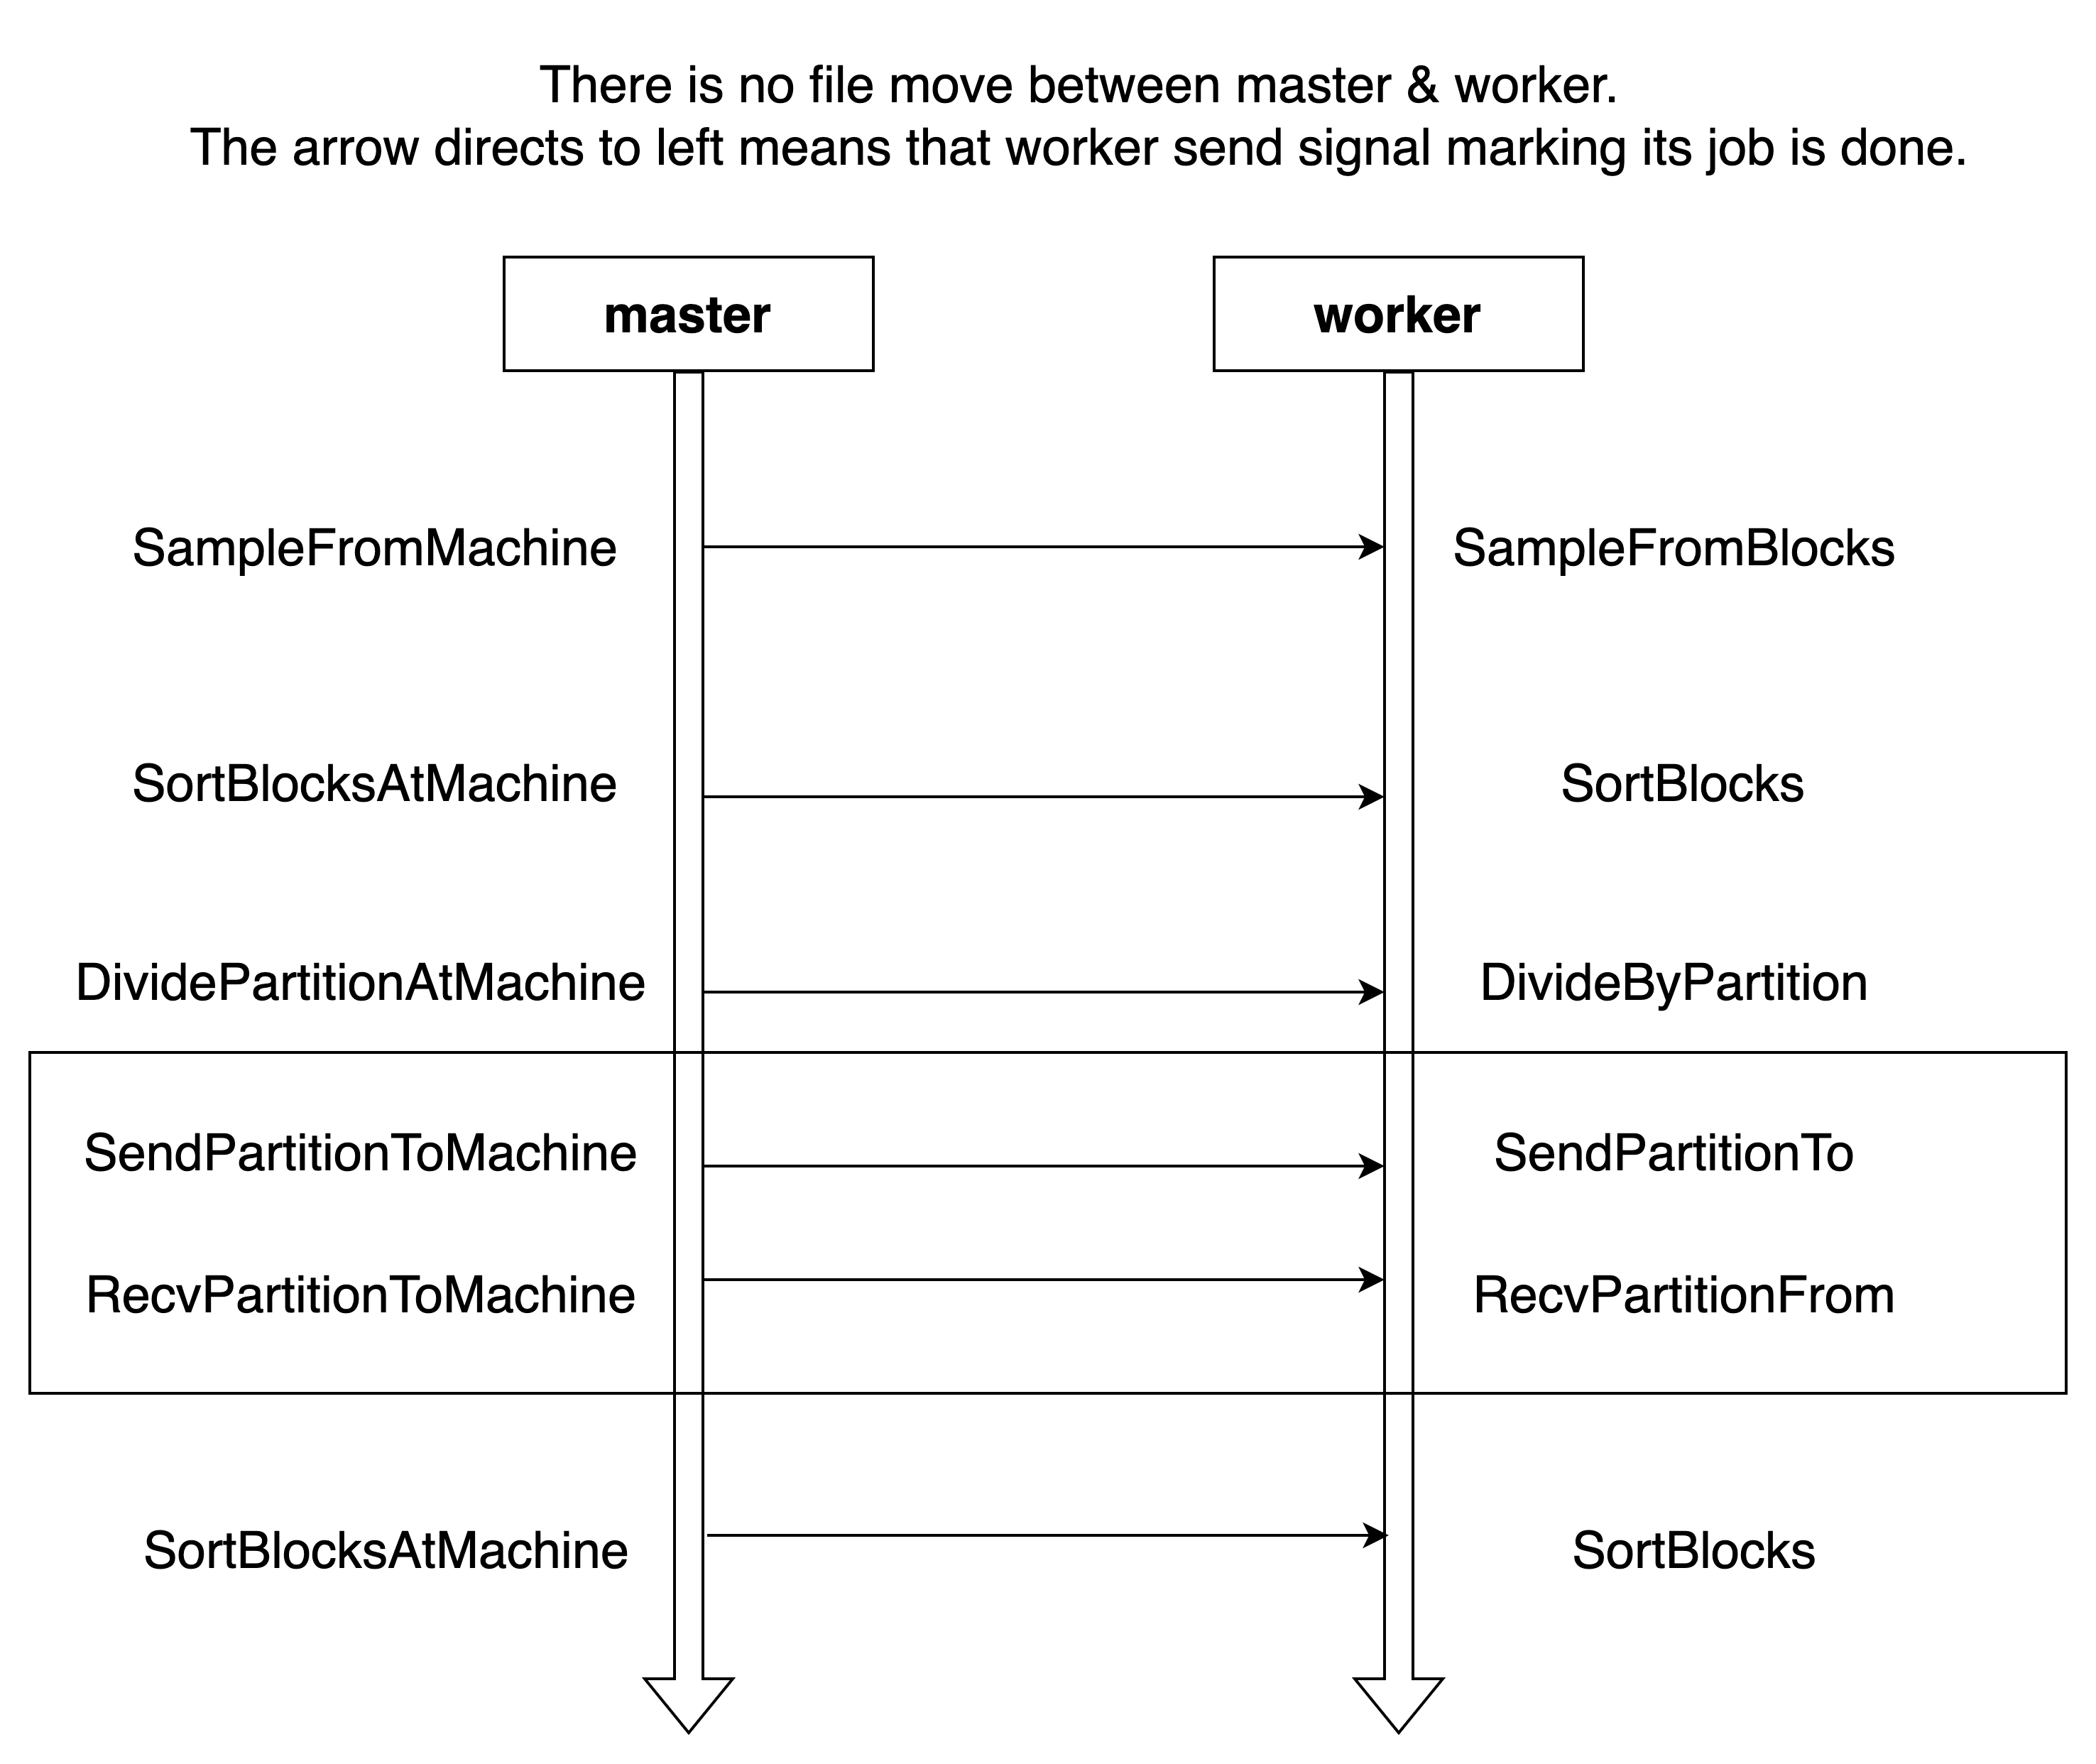 There is no file move between master & worker.
The arrow directs to left means that worker send signal marking its job is done.
master
worker
SampleFromMachine
SampleFromBlocks
SortBlocksAtMachine
SortBlocks
DividePartitionAtMachine
DivideByPartition
SendPartitionToMachine
SendPartitionTo
RecvPartitionToMachine
RecvPartitionFrom
SortBlocksAtMachine
SortBlocks